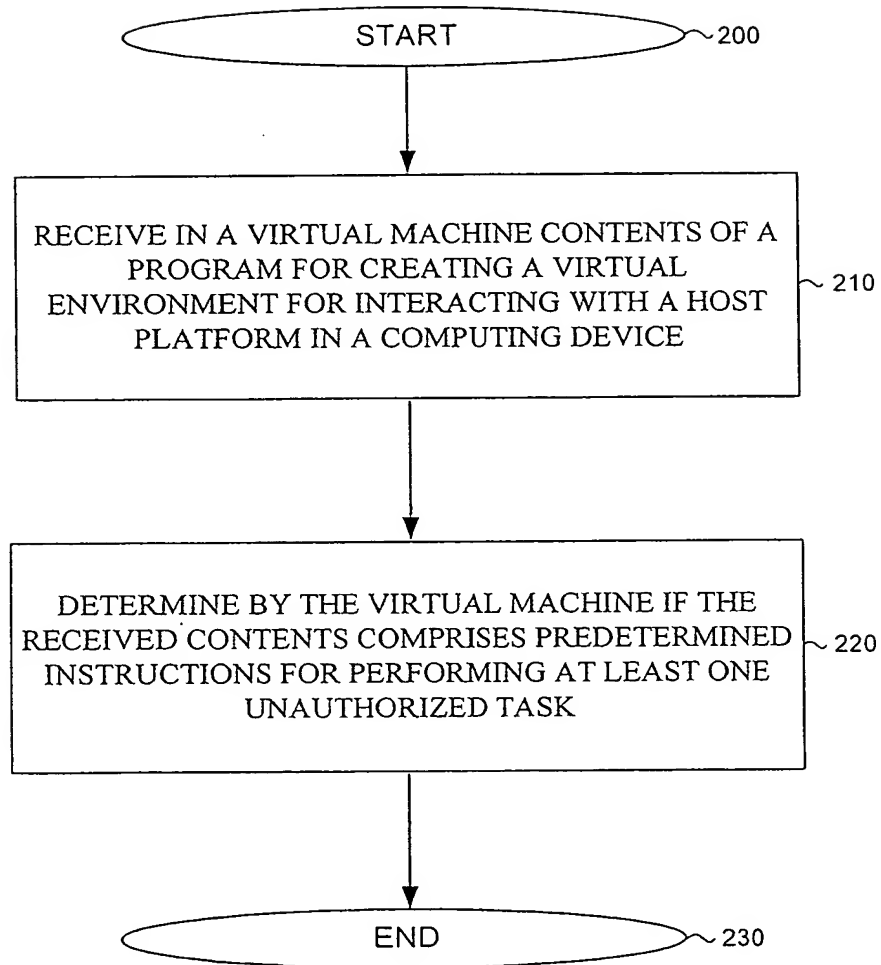 START
200
RECEIVE IN A VIRTUAL MACHINE CONTENTS OF A
PROGRAM FOR CREATING A VIRTUAL
ENVIRONMENT FOR INTERACTING WITH A HOST
PLATFORM IN A COMPUTING DEVICE
210
DETERMINE BY THE VIRTUAL MACHINE IF THE
RECEIVED CONTENTS COMPRISES PREDETERMINED
INSTRUCTIONS FOR PERFORMING AT LEAST ONE
UNAUTHORIZED TASK
220
END
230